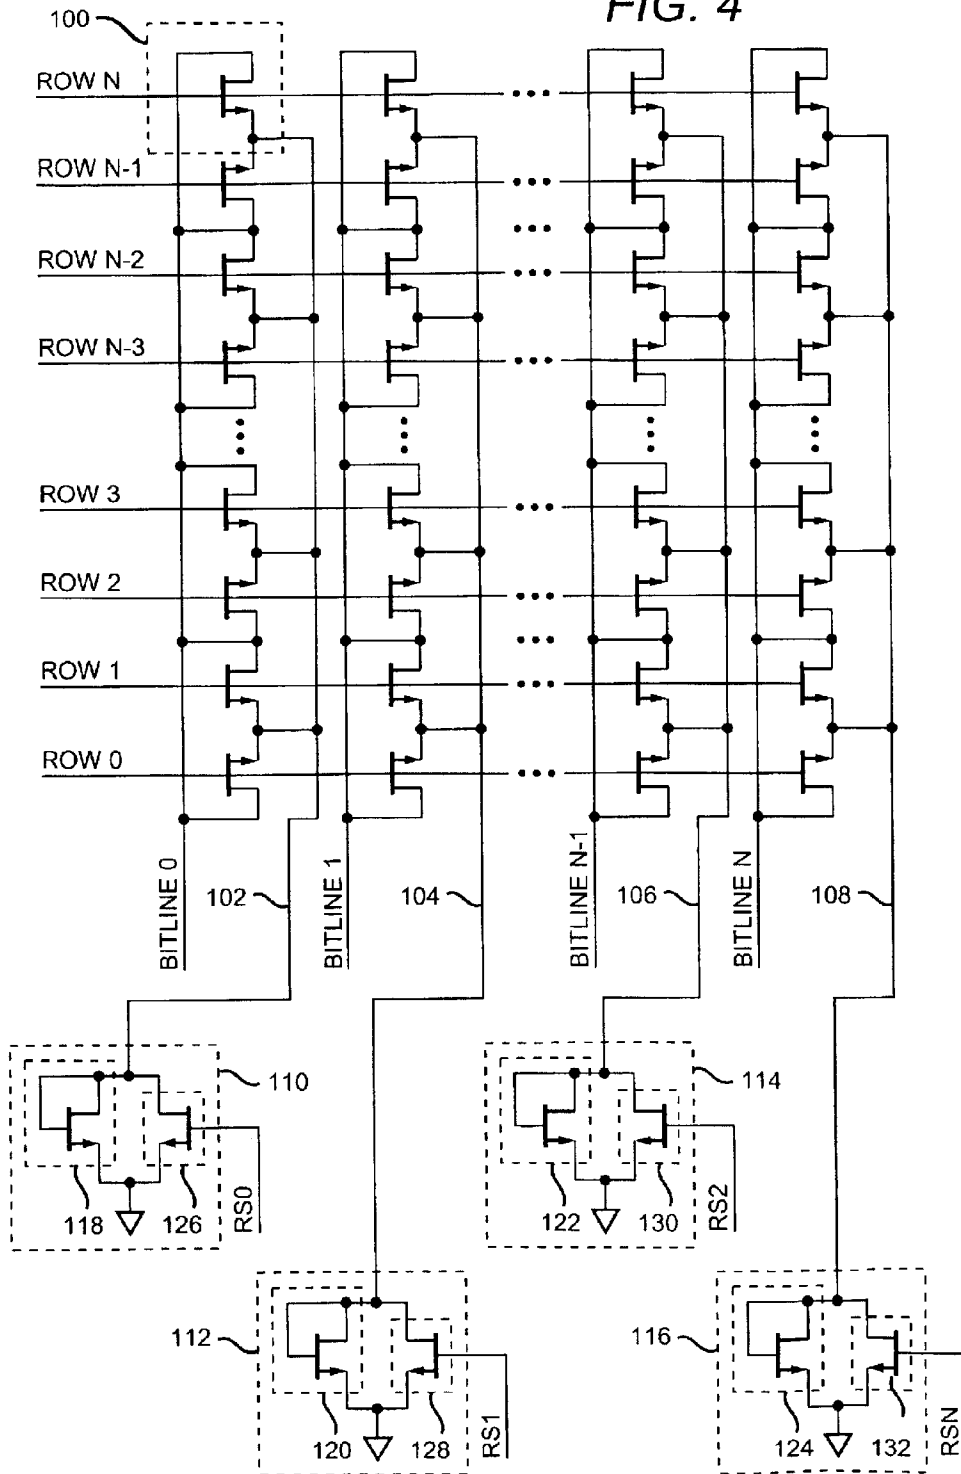 FIG. 4
100
ROW N
ROW N-1
ROW N-2
ROW N-3
ROW 3
ROW 2
ROW 1
ROW 0
BITLINE 0
102
BITLINE 1
104
BITLINE N-1
106
BITLINE N
108
110
114
118
126
RS0
122
130
RS2
112
116
120
128
RS1
124
132
RSN